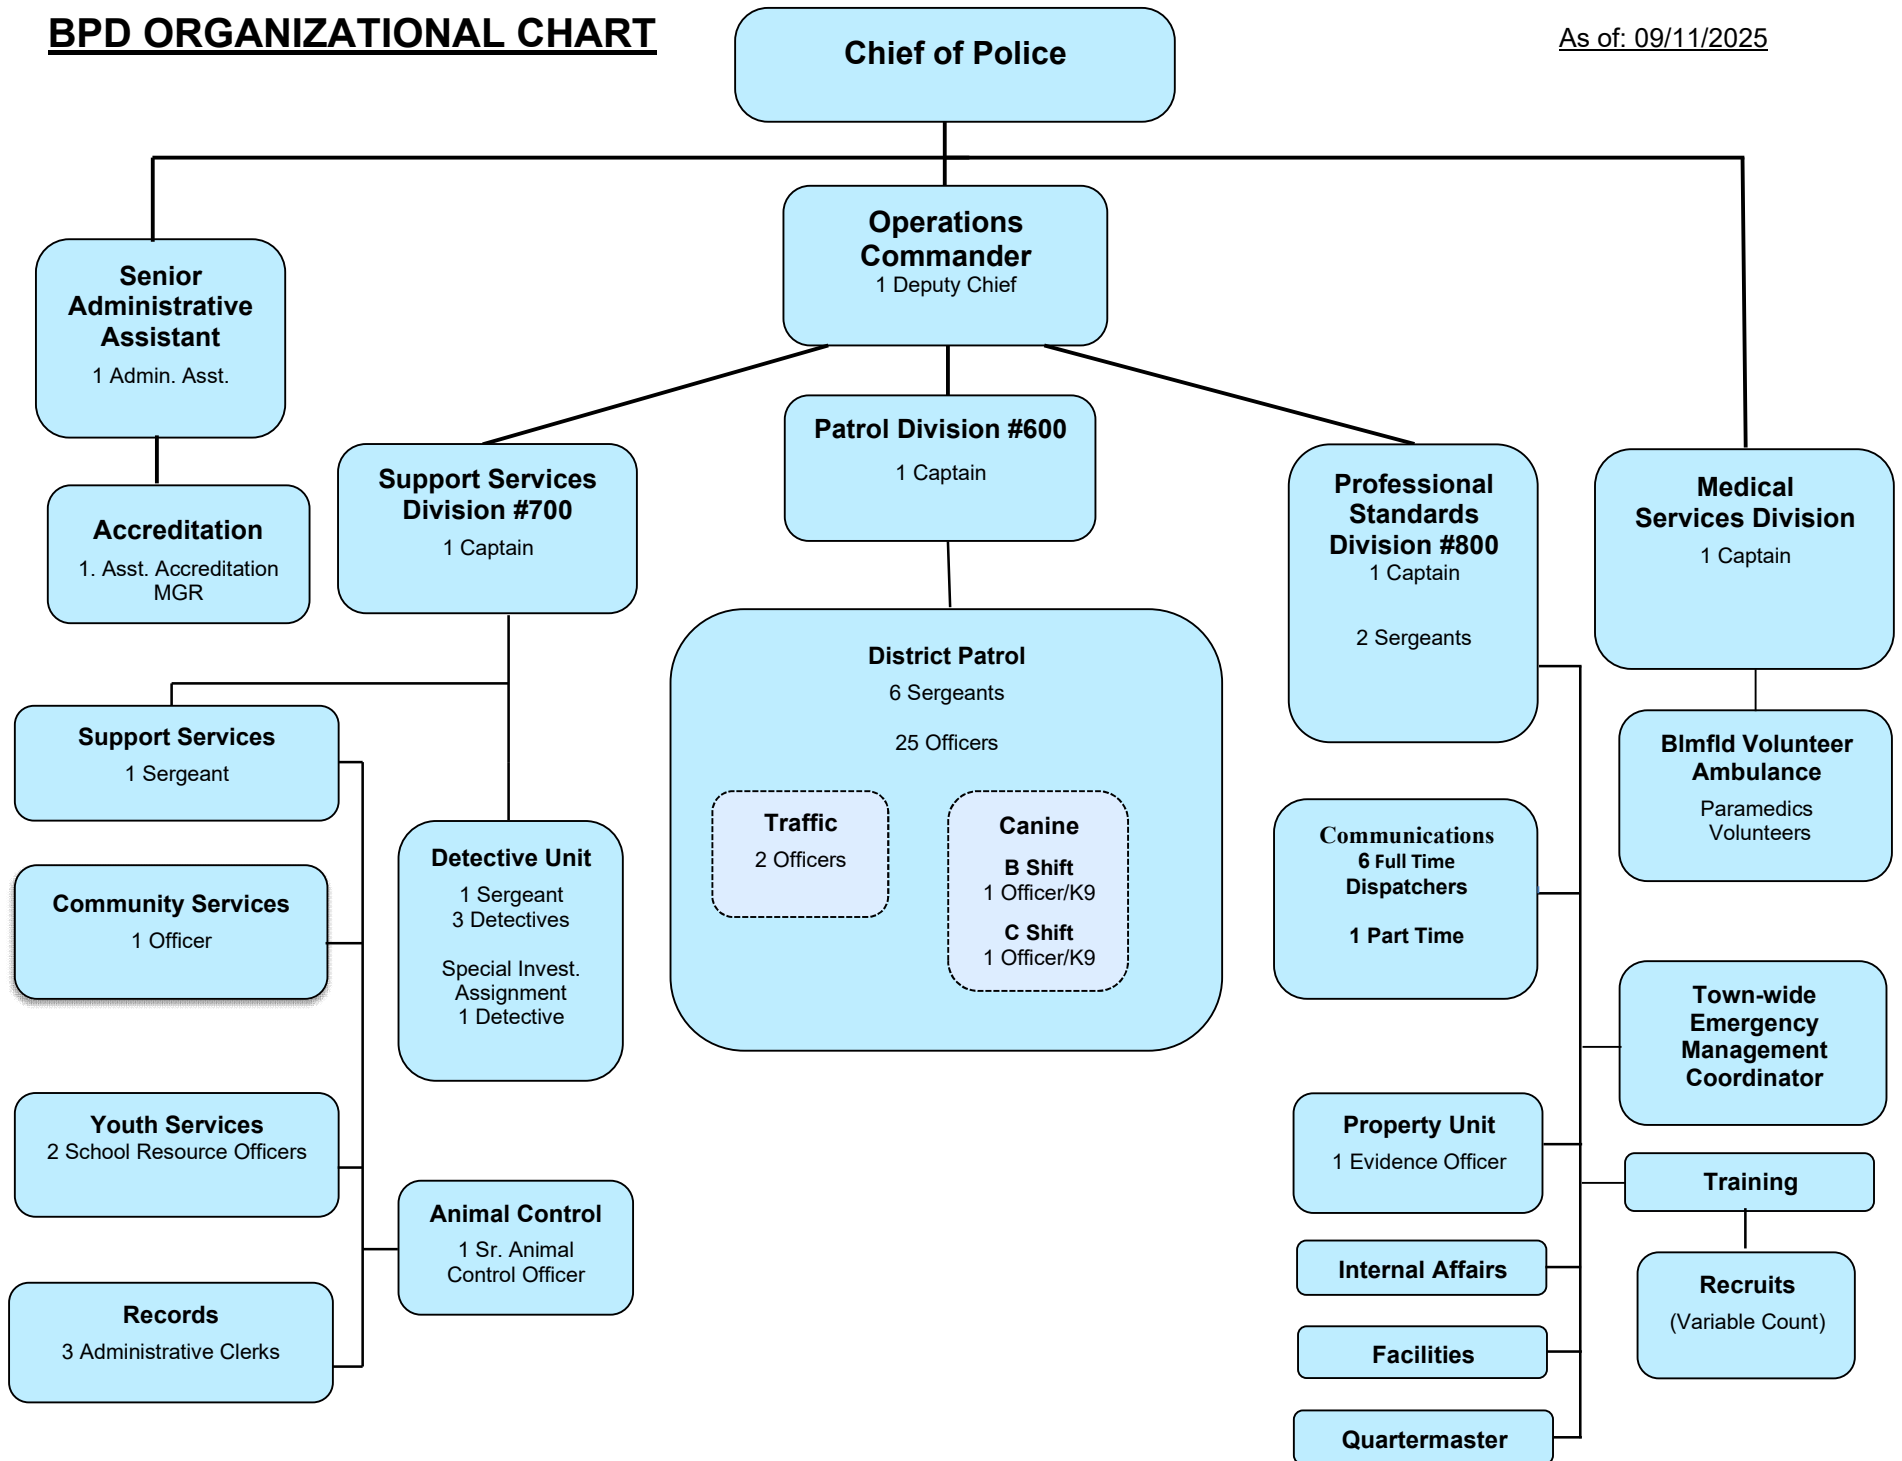 BPD ORGANIZATIONAL CHART
As of: 09/11/2025
Chief of Police
Operations
Commander
1 Deputy Chief
Senior
Administrative
Assistant
1 Admin. Asst.
Accreditation
1. Asst. Accreditation
MGR
Support Services
Division #700
1 Captain
Patrol Division #600
1 Captain
Professional
Standards
Division #800
1 Captain
2 Sergeants
Medical
Services Division
1 Captain
Support Services
1 Sergeant
Community Services
1 Officer
Youth Services
2 School Resource Officers
Records
3 Administrative Clerks
Detective Unit
1 Sergeant
3 Detectives
Special Invest.
Assignment
1 Detective
Animal Control
1 Sr. Animal
Control Officer
District Patrol
6 Sergeants
25 Officers
Traffic
2 Officers
Canine
B Shift
1 Officer/K9
C Shift
1 Officer/K9
Communications
6 Full Time
Dispatchers
1 Part Time
Property Unit
1 Evidence Officer
Internal Affairs
Facilities
Quartermaster
Blmfld Volunteer
Ambulance
Paramedics
Volunteers
Town-wide
Emergency
Management
Coordinator
Training
Recruits
(Variable Count)